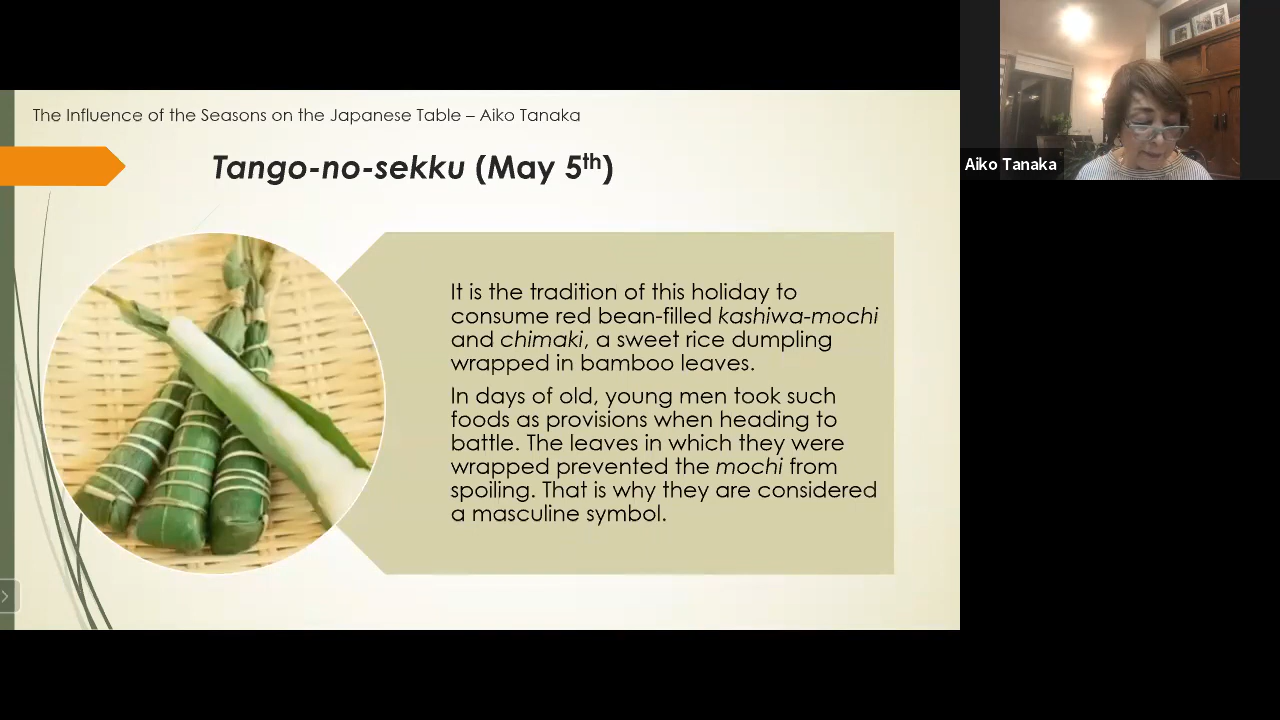 The Influence of the Seasons on the Japanese Table – Aiko Tanaka
Tango-no-sekku (May 5th)
It is the tradition of this holiday to
consume red bean-filled kashiwa-mochi
and chimaki, a sweet rice dumpling
wrapped in bamboo leaves.
In days of old, young men took such
foods as provisions when heading to
battle. The leaves in which they were
wrapped prevented the mochi from
spoiling. That is why they are considered
a masculine symbol.
Aiko Tanaka